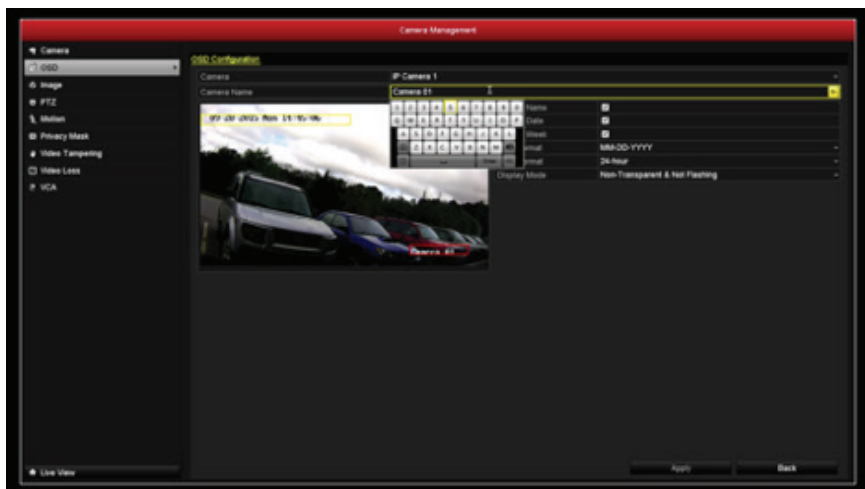 Camera Management
Camera
OSD
Image
PTZ
Motion
Privacy Mask
Video Tampering
Video Loss
VCA
Live View
OSD Configuration
Camera IP Camera 1
Camera Name Camera 01
Name
Date
Week
MM-DD-YYYY
24-hour
Display Mode Non-Transparent & Not Flashing
Camera 01
Apply Back